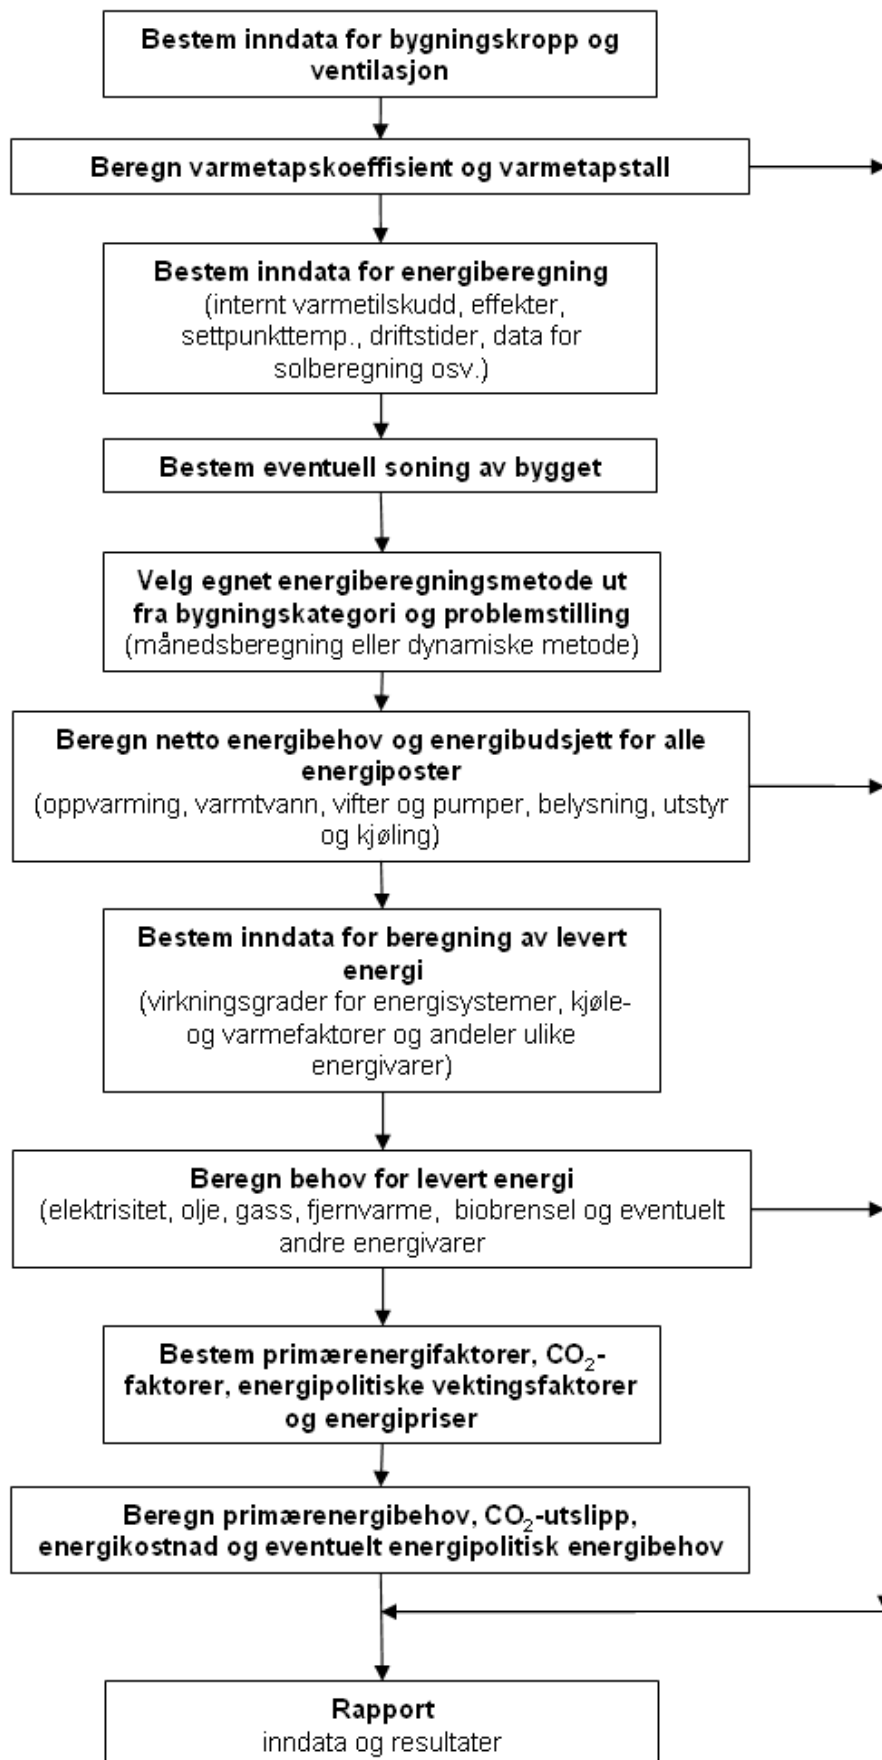 Bestem inndata for bygningskropp og
ventilasjon
Beregn varmetapskoeffisient og varmetapstall
Bestem inndata for energiberegning
(internt varmetilskudd, effekter,
settpunkttemp., driftstider, data for
solberegning osv.)
Bestem eventuell soning av bygget
Velg egnet energiberegningsmetode ut
fra bygningskategori og problemstilling
(månedsberegning eller dynamiske metode)
Beregn netto energibehov og energibudsjett for alle
energiposter
(oppvarming, varmtvann, vifter og pumper, belysning, utstyr
og kjøling)
Bestem inndata for beregning av levert
energi
(virkningsgrader for energisystemer, kjøle-
og varmefaktorer og andeler ulike
energivarer)
Beregn behov for levert energi
(elektrisitet, olje, gass, fjernvarme, biobrensel og eventuelt
andre energivarer
Bestem primærenergifaktorer, CO₂-
faktorer, energipolitiske vektingsfaktorer
og energipriser
Beregn primærenergibehov, CO₂-utslipp,
energikostnad og eventuelt energipolitisk energibehov
Rapport
inndata og resultater